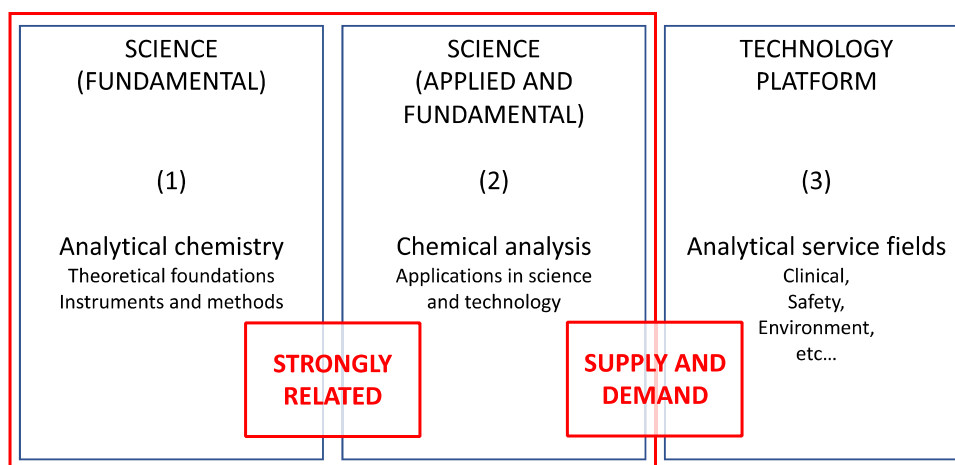 SCIENCE
(FUNDAMENTAL)
(1)
Analytical chemistry
Theoretical foundations
Instruments and methods
SCIENCE
(APPLIED AND
FUNDAMENTAL)
(2)
Chemical analysis
Applications in science
and technology
TECHNOLOGY
PLATFORM
(3)
Analytical service fields
Clinical,
Safety,
Environment,
etc...
STRONGLY
RELATED
SUPPLY AND
DEMAND